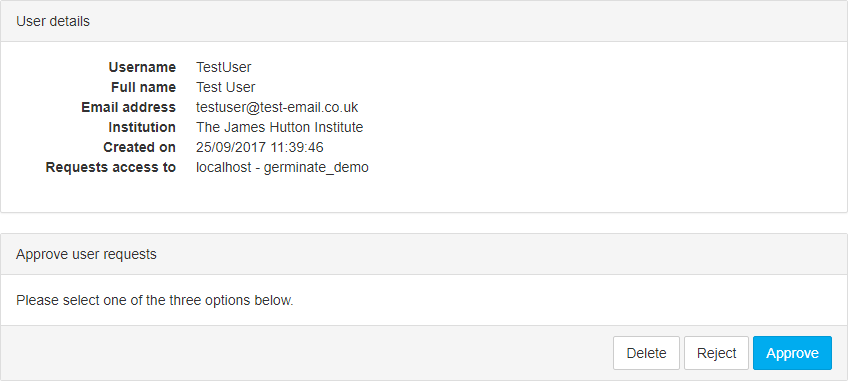 User details
Username TestUser
Full name Test User
Email address testuser@test-email.co.uk
Institution The James Hutton Institute
Created on 25/09/2017 11:39:46
Requests access to localhost - germinate_demo
Approve user requests
Please select one of the three options below.
Delete Reject Approve